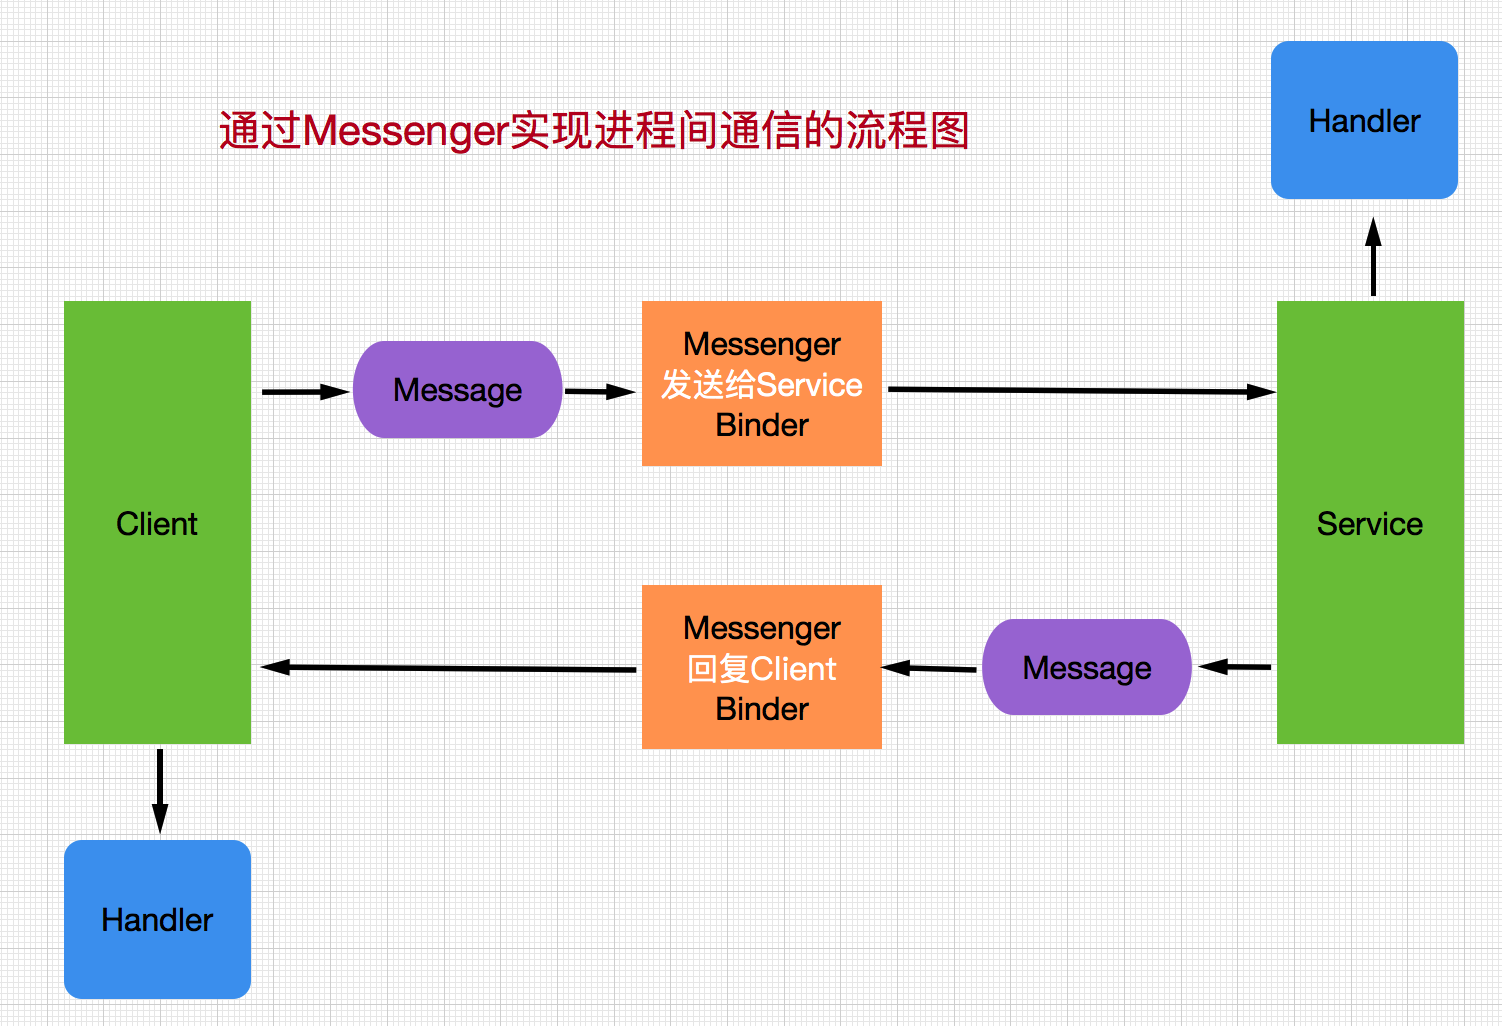 通过Messenger实现进程间通信的流程图
Handler
Messenger
发送给Service
Binder
Message
Client
Service
Messenger
回复Client
Binder
Message
Handler